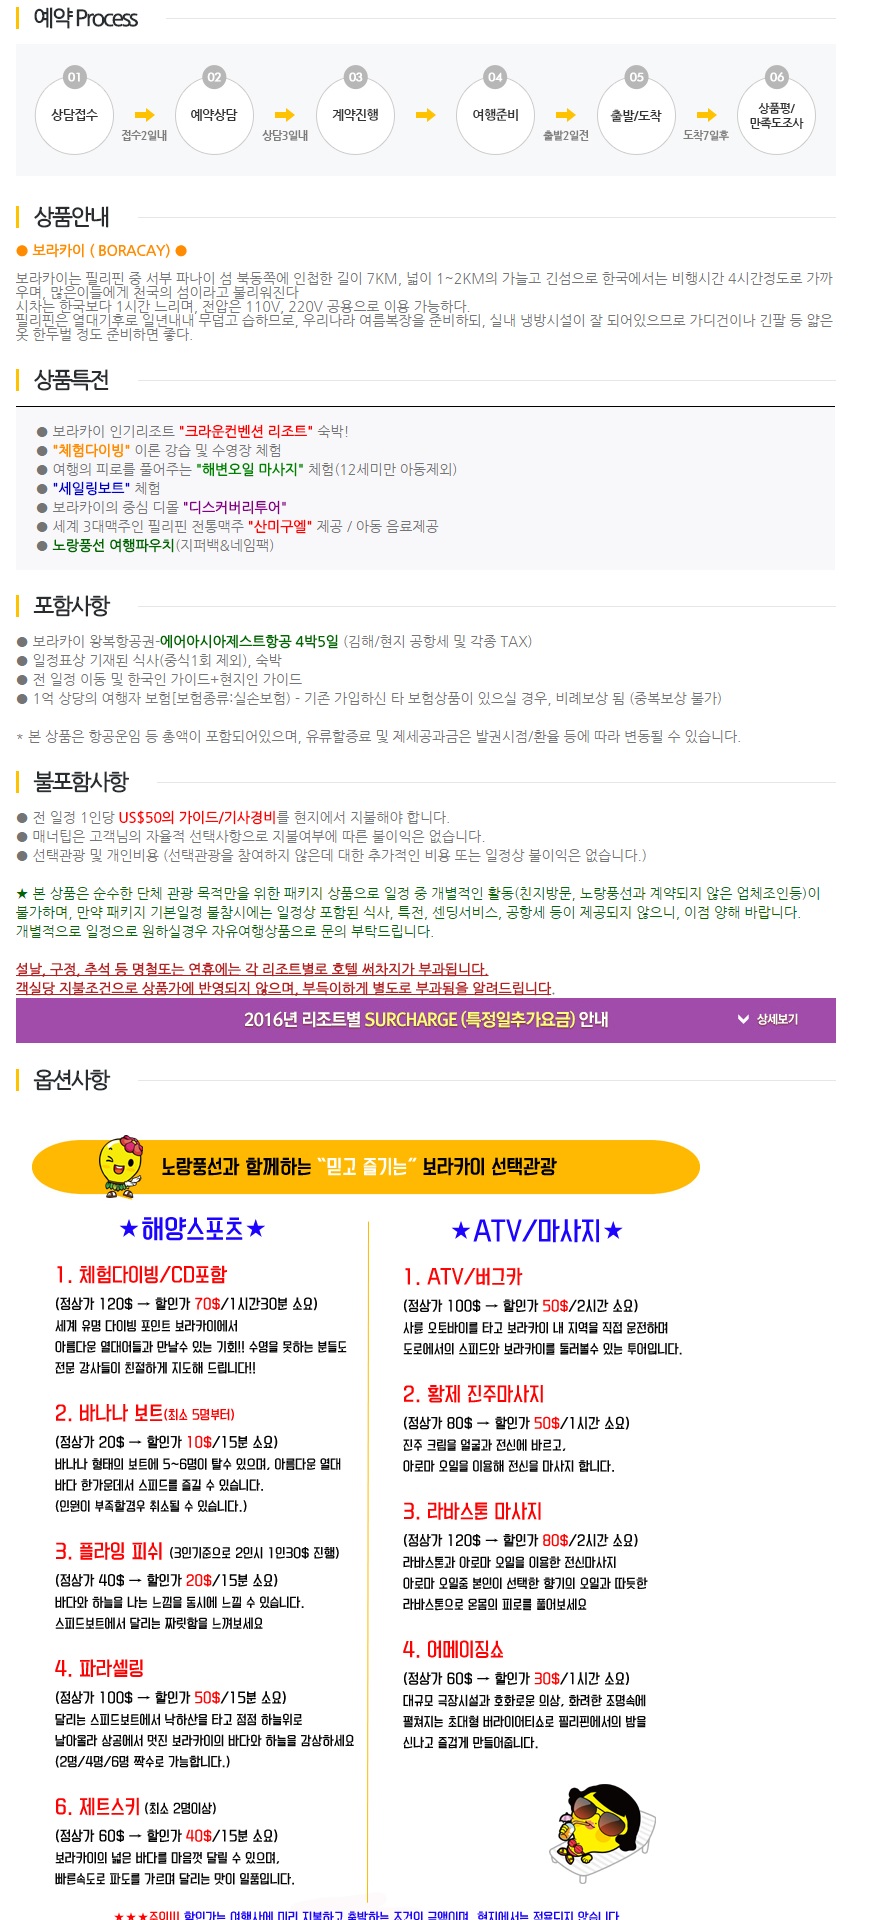 예약 Process
01 02 03 04 05 06
상담접수 예약상담 계약진행 여행준비 출발/도착 상품평/
만족도조사
접수2일내 상담3일내 출발2일전 도착7일후
상품안내
● 보라카이 ( BORACAY) ●
보라카이는 필리핀 중 서부 파나이 섬 북동쪽에 인접한 길이 7KM, 넓이 1~2KM의 가늘고 긴섬으로 한국에서는 비행시간 4시간정도로 가까
우며, 많은이들에게 천국의 섬이라고 불리워진다
시차는 한국보다 1시간 느리며, 전압은 110V, 220V 공용으로 이용 가능하다.
필리핀은 열대기후로 일년내내 무덥고 습하므로, 우리나라 여름복장을 준비하되, 실내 냉방시설이 잘 되어있으므로 가디건이나 긴팔 등 얇은
옷 한두벌 정도 준비하면 좋다.
상품특전
● 보라카이 인기리조트 "크라운컨벤션 리조트" 숙박!
● "체험다이빙" 이론 강습 및 수영장 체험
● 여행의 피로를 풀어주는 "해변오일 마사지" 체험(12세미만 아동제외)
● "세일링보트" 체험
● 보라카이의 중심 디몰 "디스커버리투어"
● 세계 3대맥주인 필리핀 전통맥주 "산미구엘" 제공 / 아동 음료제공
● 노랑풍선 여행파우치(지퍼백&네임팩)
포함사항
● 보라카이 왕복항공권-에어아시아제스트항공 4박5일 (김해/현지 공항세 및 각종 TAX)
● 일정표상 기재된 식사(중식1회 제외), 숙박
● 전 일정 이동 및 한국인 가이드+현지인 가이드
● 1억 상당의 여행자 보험[보험종류:실손보험) - 기존 가입하신 타 보험상품이 있으실 경우, 비례보상 됨 (중복보상 불가)
* 본 상품은 항공운임 등 총액이 포함되어있으며, 유류할증료 및 제세공과금은 발권시점/환율 등에 따라 변동될 수 있습니다.
불포함사항
● 전 일정 1인당 US$50의 가이드/기사경비를 현지에서 지불해야 합니다.
● 매너팁은 고객님의 자율적 선택사항으로 지불여부에 따른 불이익은 없습니다.
● 선택관광 및 개인비용 (선택관광을 참여하지 않은데 대한 추가적인 비용 또는 일정상 불이익은 없습니다.)
★ 본 상품은 순수한 단체 관광 목적만을 위한 패키지 상품으로 일정 중 개별적인 활동(친지방문, 노랑풍선과 계약되지 않은 업체조인등)이
불가하며, 만약 패키지 기본일정 불참시에는 일정상 포함된 식사, 특전, 센딩서비스, 공항세 등이 제공되지 않으니, 이점 양해 바랍니다.
개별적으로 일정으로 원하실경우 자유여행상품으로 문의 부탁드립니다.
설날, 구정, 추석 등 명절또는 연휴에는 각 리조트별로 호텔 써차지가 부과됩니다.
객실당 지불조건으로 상품가에 반영되지 않으며, 부득이하게 별도로 부과됨을 알려드립니다.
2016년 리조트별 SURCHARGE (특정일추가요금) 안내 상세보기
옵션사항
노랑풍선과 함께하는 "믿고 즐기는" 보라카이 선택관광
★해양스포츠★
1. 체험다이빙/CD포함
(정상가 120$ → 할인가 70$/1시간30분 소요)
세계 유명 다이빙 포인트 보라카이에서
아름다운 열대어들과 만날수 있는 기회!! 수영을 못하는 분들도
전문 강사들이 친절하게 지도해 드립니다!!
2. 바나나 보트(최소 5명부터)
(정상가 20$ → 할인가 10$/15분 소요)
바나나 형태의 보트에 5~6명이 탈수 있으며, 아름다운 열대
바다 한가운데서 스피드를 즐길 수 있습니다.
(인원이 부족할경우 취소될 수 있습니다.)
3. 플라잉 피쉬 (3인기준으로 2인시 1인30$ 진행)
(정상가 40$ → 할인가 20$/15분 소요)
바다와 하늘을 나는 느낌을 동시에 느낄 수 있습니다.
스피드보트에서 달리는 짜릿함을 느껴보세요
4. 파라셀링
(정상가 100$ → 할인가 50$/15분 소요)
달리는 스피드보트에서 낙하산을 타고 점점 하늘위로
날아올라 상공에서 멋진 보라카이의 바다와 하늘을 감상하세요
(2명/4명/6명 짝수로 가능합니다.)
6. 제트스키 (최소 2명이상)
(정상가 60$ → 할인가 40$/15분 소요)
보라카이의 넓은 바다를 마음껏 달릴 수 있으며,
빠른속도로 파도를 가르며 달리는 맛이 일품입니다.
★ATV/마사지★
1. ATV/버그카
(정상가 100$ → 할인가 50$/2시간 소요)
사륜 오토바이를 타고 보라카이 내 지역을 직접 운전하며
도로에서의 스피드와 보라카이를 둘러볼수 있는 투어입니다.
2. 황제 진주마사지
(정상가 80$ → 할인가 50$/1시간 소요)
진주 크림을 얼굴과 전신에 바르고,
아로마 오일을 이용해 전신을 마사지 합니다.
3. 라바스톤 마사지
(정상가 120$ → 할인가 80$/2시간 소요)
라바스톤과 아로마 오일을 이용한 전신마사지
아로마 오일중 본인이 선택한 향기의 오일과 따듯한
라바스톤으로 온몸의 피로를 풀어보세요
4. 어메이징쇼
(정상가 60$ → 할인가 30$/1시간 소요)
대규모 극장시설과 호화로운 의상, 화려한 조명속에
펼쳐지는 초대형 버라이어티쇼로 필리핀에서의 밤을
신나고 즐겁게 만들어줍니다.
★★★주의!!! 할인가는 여행사에 미리 지불하고 출발하는 조건의 금액이며, 현지에서는 적용되지 않습니다